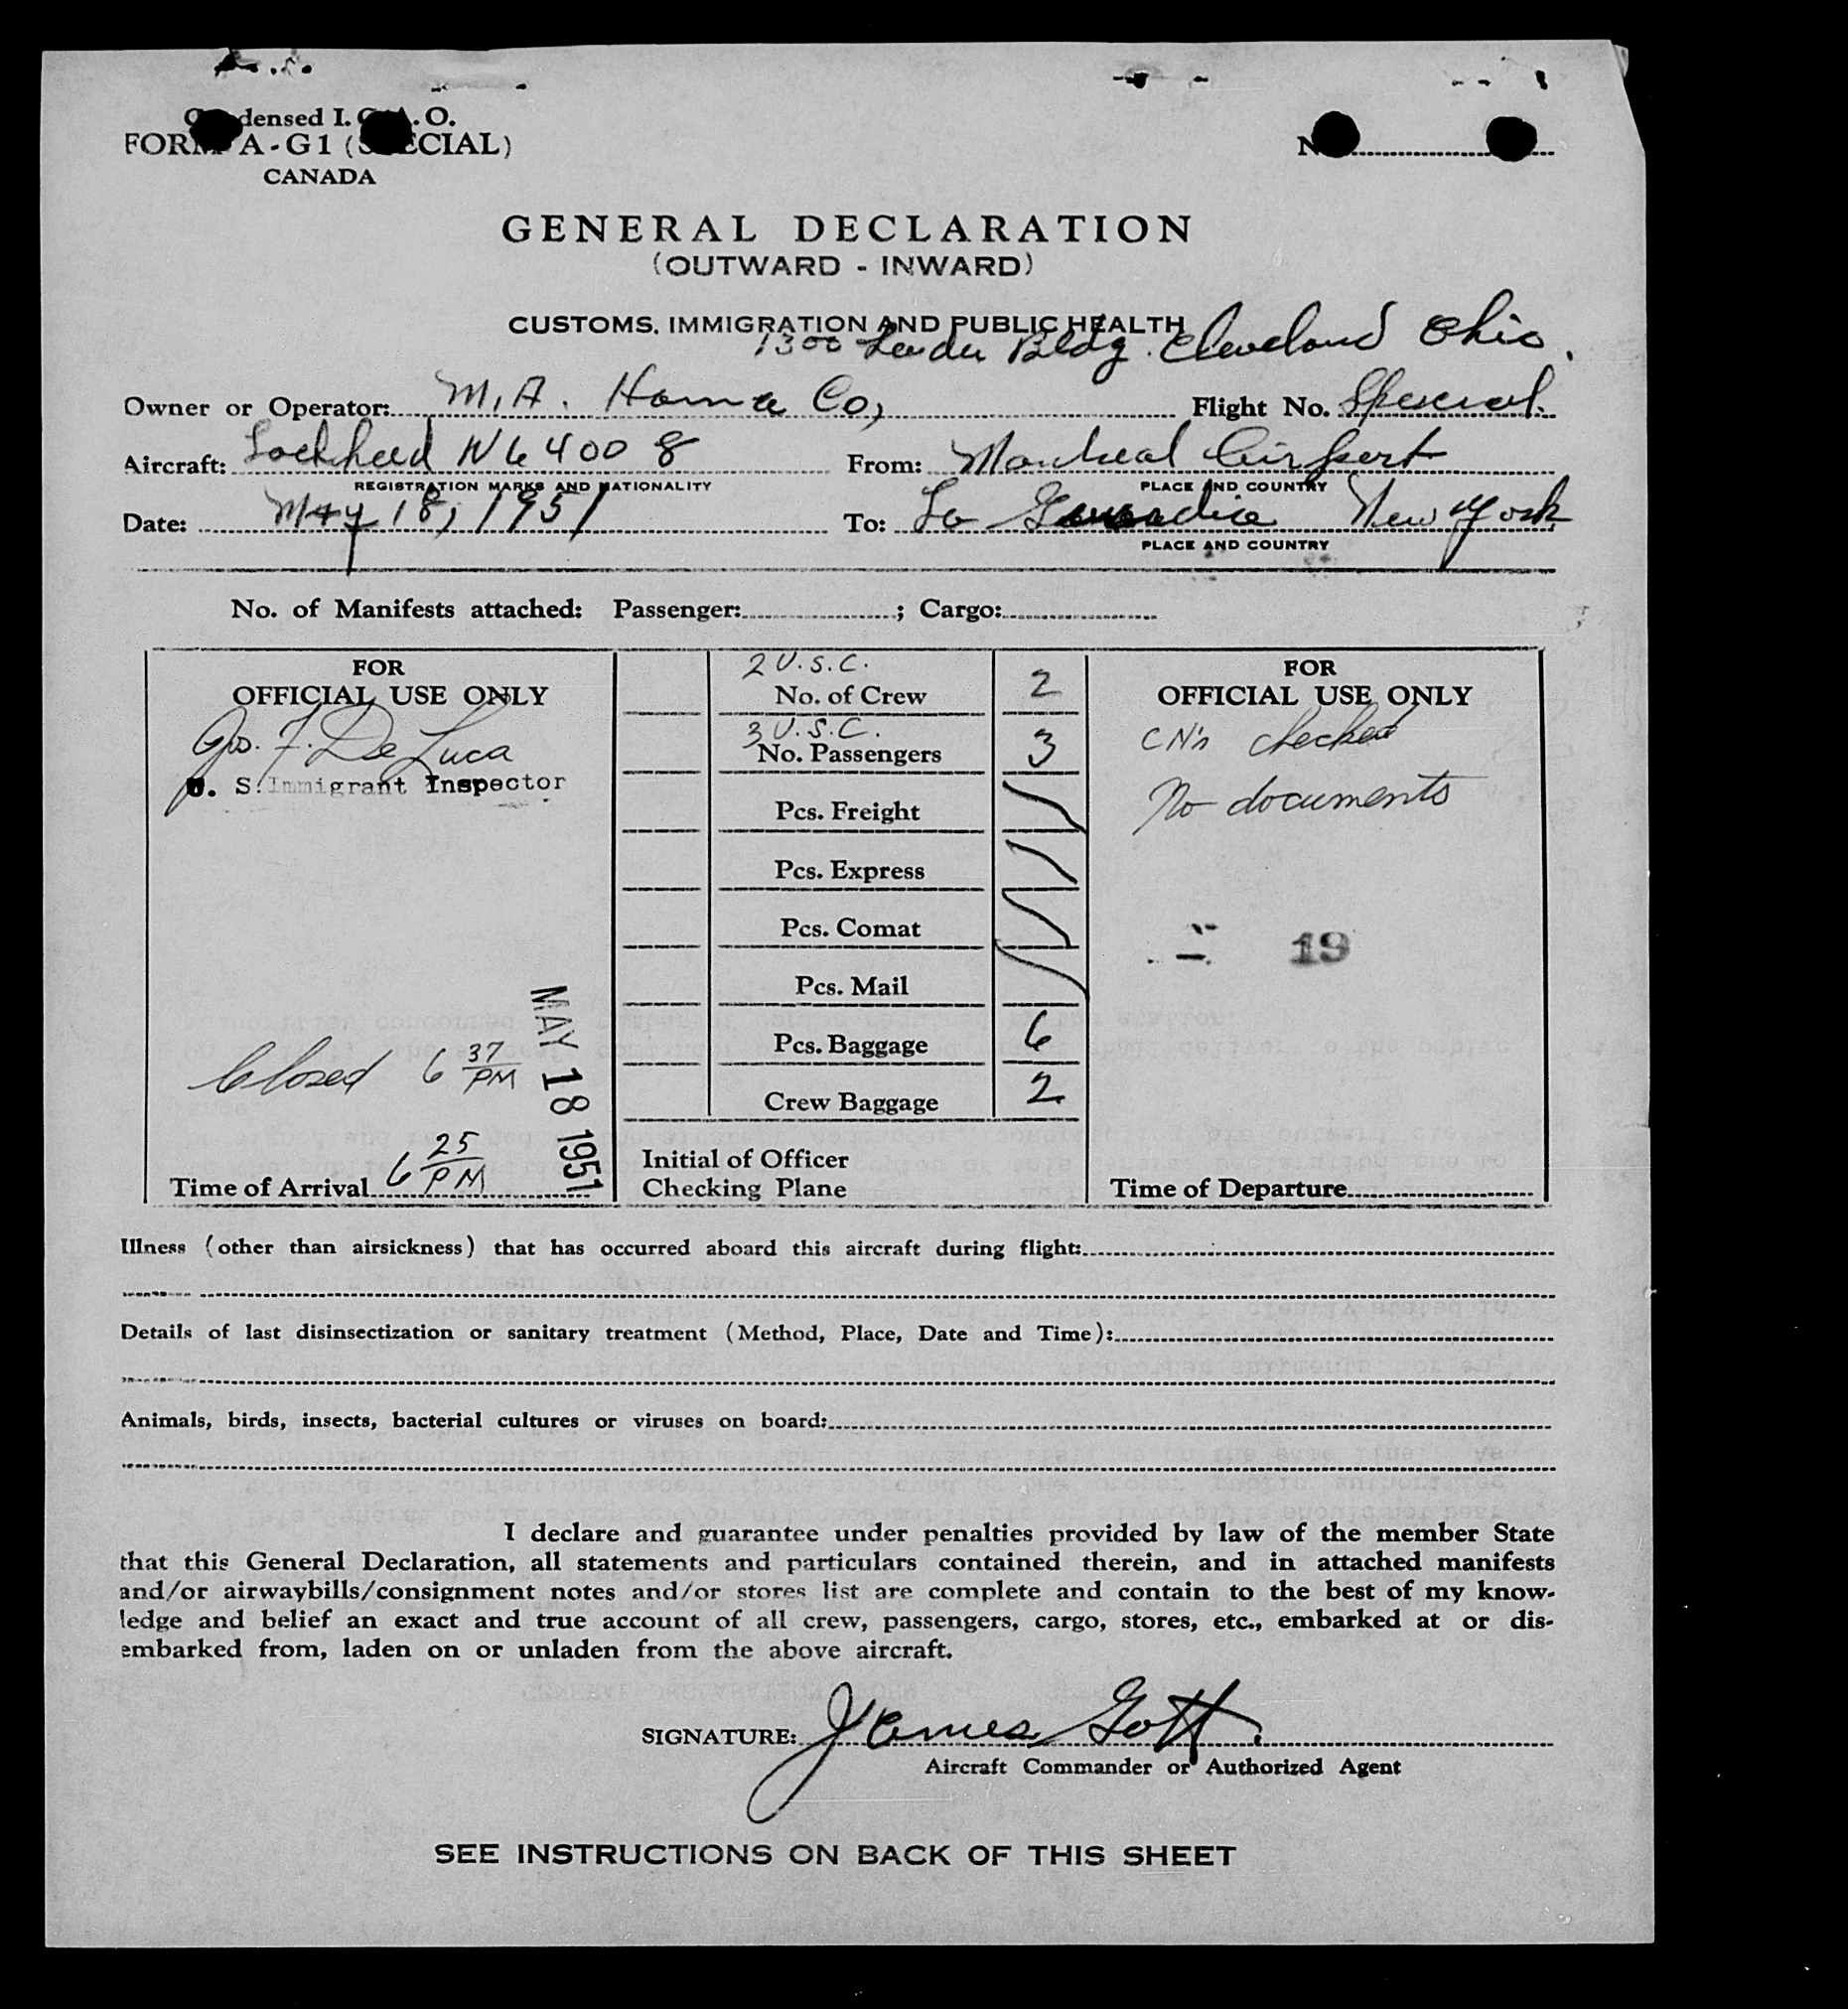 Condensed I.C.A.O.
FORM A-G1 (SPECIAL)
CANADA
GENERAL DECLARATION
(OUTWARD - INWARD)
CUSTOMS, IMMIGRATION AND PUBLIC HEALTH
1300 Leader Bldg. Cleveland Ohio.
Owner or Operator: M.A. Hanna Co, Flight No. Special.
Aircraft: Lockheed N64008 From: Montreal Airport
REGISTRATION MARKS AND NATIONALITY PLACE AND COUNTRY
Date: May 18, 1951 To: La New York
PLACE AND COUNTRY
No. of Manifests attached: Passenger: ; Cargo:
FOR
OFFICIAL USE ONLY
Geo. F. De Luca
U. S. Immigrant Inspector
Closed 6 37 PM
MAY 18 1951
Time of Arrival 6 25 PM
2 U.S.C.
No. of Crew 2
3 U.S.C.
No. Passengers 3
Pcs. Freight
Pcs. Express
Pcs. Comat
Pcs. Mail
Pcs. Baggage 6
Crew Baggage 2
Initial of Officer
Checking Plane
FOR
OFFICIAL USE ONLY
CN's checked
No documents
19
Time of Departure
Illness (other than airsickness) that has occurred aboard this aircraft during flight:
Details of last disinsectization or sanitary treatment (Method, Place, Date and Time):
Animals, birds, insects, bacterial cultures or viruses on board:
I declare and guarantee under penalties provided by law of the member State
that this General Declaration, all statements and particulars contained therein, and in attached manifests
and/or airwaybills/consignment notes and/or stores list are complete and contain to the best of my know-
ledge and belief an exact and true account of all crew, passengers, cargo, stores, etc., embarked at or dis-
embarked from, laden on or unladen from the above aircraft.
SIGNATURE: James Gott
Aircraft Commander or Authorized Agent
SEE INSTRUCTIONS ON BACK OF THIS SHEET